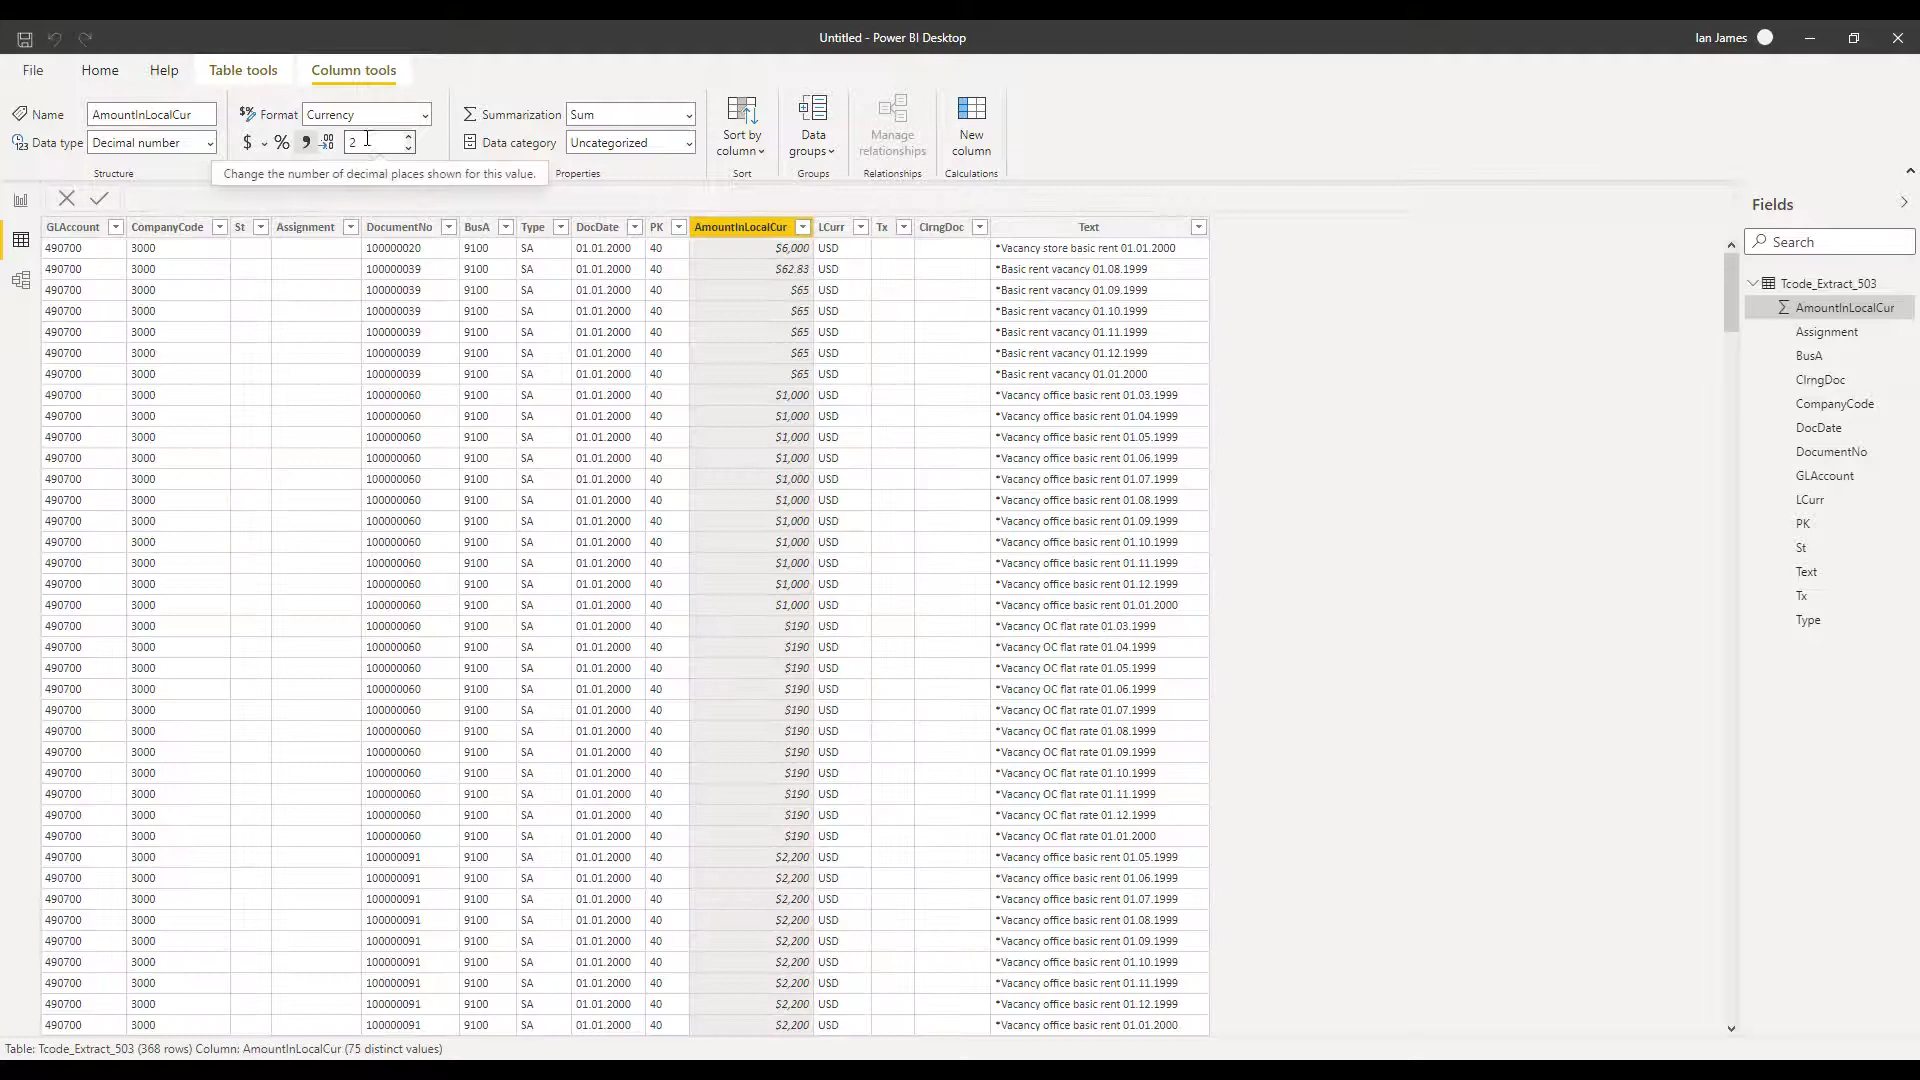 Untitled - Power BI Desktop
Ian James
File Home Help Table tools Column tools
Name AmountInLocalCur
Data type Decimal number
Structure
$% Format Currency
$ % 9 .00 2
Change the number of decimal places shown for this value.
Summarization Sum
Data category Uncategorized
Properties
Sort by column
Sort
Data groups
Groups
Manage relationships
Relationships
New column
Calculations
GLAccount CompanyCode St Assignment DocumentNo BusA Type DocDate PK AmountInLocalCur LCurr Tx ClrngDoc Text
490700 3000 100000020 9100 SA 01.01.2000 40 $6,000 USD *Vacancy store basic rent 01.01.2000
490700 3000 100000039 9100 SA 01.01.2000 40 $62.83 USD *Basic rent vacancy 01.08.1999
490700 3000 100000039 9100 SA 01.01.2000 40 $65 USD *Basic rent vacancy 01.09.1999
490700 3000 100000039 9100 SA 01.01.2000 40 $65 USD *Basic rent vacancy 01.10.1999
490700 3000 100000039 9100 SA 01.01.2000 40 $65 USD *Basic rent vacancy 01.11.1999
490700 3000 100000039 9100 SA 01.01.2000 40 $65 USD *Basic rent vacancy 01.12.1999
490700 3000 100000039 9100 SA 01.01.2000 40 $65 USD *Basic rent vacancy 01.01.2000
490700 3000 100000060 9100 SA 01.01.2000 40 $1,000 USD *Vacancy office basic rent 01.03.1999
490700 3000 100000060 9100 SA 01.01.2000 40 $1,000 USD *Vacancy office basic rent 01.04.1999
490700 3000 100000060 9100 SA 01.01.2000 40 $1,000 USD *Vacancy office basic rent 01.05.1999
490700 3000 100000060 9100 SA 01.01.2000 40 $1,000 USD *Vacancy office basic rent 01.06.1999
490700 3000 100000060 9100 SA 01.01.2000 40 $1,000 USD *Vacancy office basic rent 01.07.1999
490700 3000 100000060 9100 SA 01.01.2000 40 $1,000 USD *Vacancy office basic rent 01.08.1999
490700 3000 100000060 9100 SA 01.01.2000 40 $1,000 USD *Vacancy office basic rent 01.09.1999
490700 3000 100000060 9100 SA 01.01.2000 40 $1,000 USD *Vacancy office basic rent 01.10.1999
490700 3000 100000060 9100 SA 01.01.2000 40 $1,000 USD *Vacancy office basic rent 01.11.1999
490700 3000 100000060 9100 SA 01.01.2000 40 $1,000 USD *Vacancy office basic rent 01.12.1999
490700 3000 100000060 9100 SA 01.01.2000 40 $1,000 USD *Vacancy office basic rent 01.01.2000
490700 3000 100000060 9100 SA 01.01.2000 40 $190 USD *Vacancy OC flat rate 01.03.1999
490700 3000 100000060 9100 SA 01.01.2000 40 $190 USD *Vacancy OC flat rate 01.04.1999
490700 3000 100000060 9100 SA 01.01.2000 40 $190 USD *Vacancy OC flat rate 01.05.1999
490700 3000 100000060 9100 SA 01.01.2000 40 $190 USD *Vacancy OC flat rate 01.06.1999
490700 3000 100000060 9100 SA 01.01.2000 40 $190 USD *Vacancy OC flat rate 01.07.1999
490700 3000 100000060 9100 SA 01.01.2000 40 $190 USD *Vacancy OC flat rate 01.08.1999
490700 3000 100000060 9100 SA 01.01.2000 40 $190 USD *Vacancy OC flat rate 01.09.1999
490700 3000 100000060 9100 SA 01.01.2000 40 $190 USD *Vacancy OC flat rate 01.10.1999
490700 3000 100000060 9100 SA 01.01.2000 40 $190 USD *Vacancy OC flat rate 01.11.1999
490700 3000 100000060 9100 SA 01.01.2000 40 $190 USD *Vacancy OC flat rate 01.12.1999
490700 3000 100000060 9100 SA 01.01.2000 40 $190 USD *Vacancy OC flat rate 01.01.2000
490700 3000 100000091 9100 SA 01.01.2000 40 $2,200 USD *Vacancy office basic rent 01.05.1999
490700 3000 100000091 9100 SA 01.01.2000 40 $2,200 USD *Vacancy office basic rent 01.06.1999
490700 3000 100000091 9100 SA 01.01.2000 40 $2,200 USD *Vacancy office basic rent 01.07.1999
490700 3000 100000091 9100 SA 01.01.2000 40 $2,200 USD *Vacancy office basic rent 01.08.1999
490700 3000 100000091 9100 SA 01.01.2000 40 $2,200 USD *Vacancy office basic rent 01.09.1999
490700 3000 100000091 9100 SA 01.01.2000 40 $2,200 USD *Vacancy office basic rent 01.10.1999
490700 3000 100000091 9100 SA 01.01.2000 40 $2,200 USD *Vacancy office basic rent 01.11.1999
490700 3000 100000091 9100 SA 01.01.2000 40 $2,200 USD *Vacancy office basic rent 01.12.1999
490700 3000 100000091 9100 SA 01.01.2000 40 $2,200 USD *Vacancy office basic rent 01.01.2000
Fields
Search
Tcode_Extract_503
AmountInLocalCur
Assignment
BusA
ClrngDoc
CompanyCode
DocDate
DocumentNo
GLAccount
LCurr
PK
St
Text
Tx
Type
Table: Tcode_Extract_503 (368 rows) Column: AmountInLocalCur (75 distinct values)